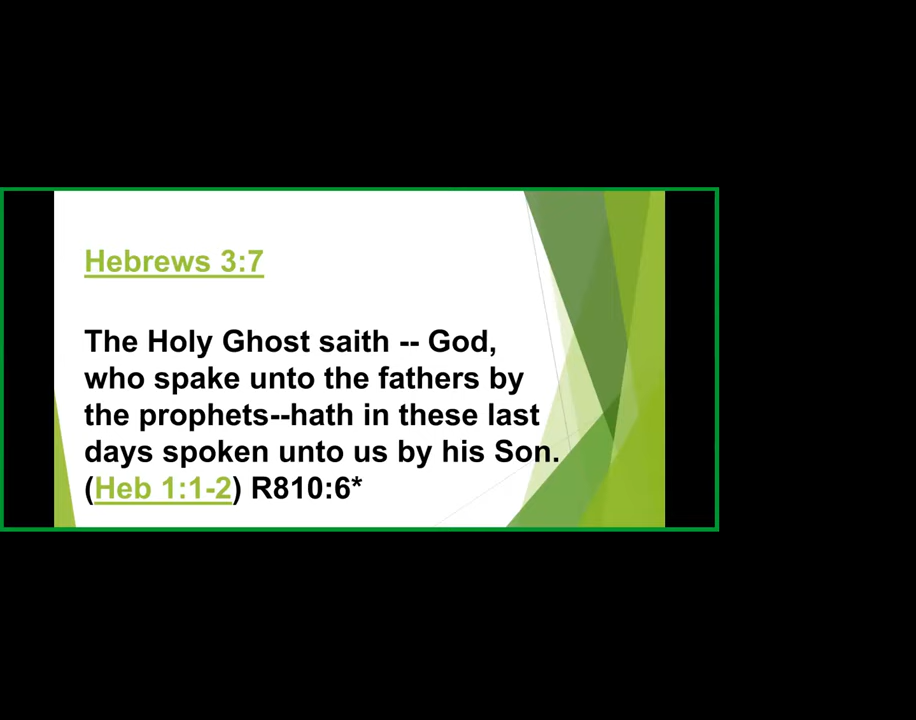 Hebrews 3:7
The Holy Ghost saith -- God,
who spake unto the fathers by
the prophets--hath in these last
days spoken unto us by his Son.
(Heb 1:1-2) R810:6*